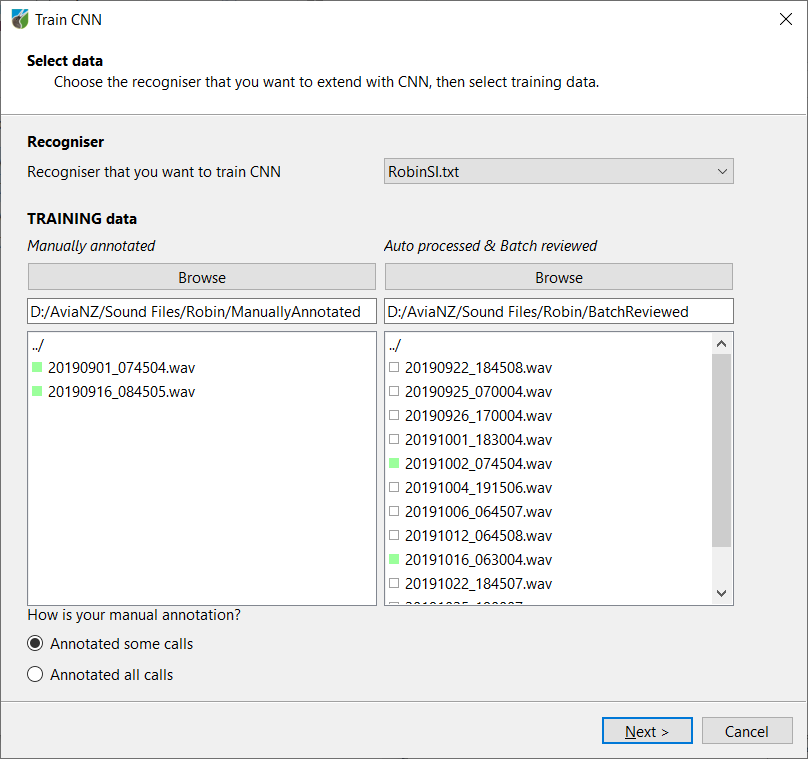 Train CNN
Select data
Choose the recogniser that you want to extend with CNN, then select training data.
Recogniser
Recogniser that you want to train CNN
RobinSI.txt
TRAINING data
Manually annotated
Auto processed & Batch reviewed
Browse
Browse
D:/AviaNZ/Sound Files/Robin/ManuallyAnnotated
D:/AviaNZ/Sound Files/Robin/BatchReviewed
../
20190901_074504.wav
20190916_084505.wav
../
20190922_184508.wav
20190925_070004.wav
20190926_170004.wav
20191001_183004.wav
20191002_074504.wav
20191004_191506.wav
20191006_064507.wav
20191012_064508.wav
20191016_063004.wav
20191022_184507.wav
How is your manual annotation?
Annotated some calls
Annotated all calls
Next >
Cancel